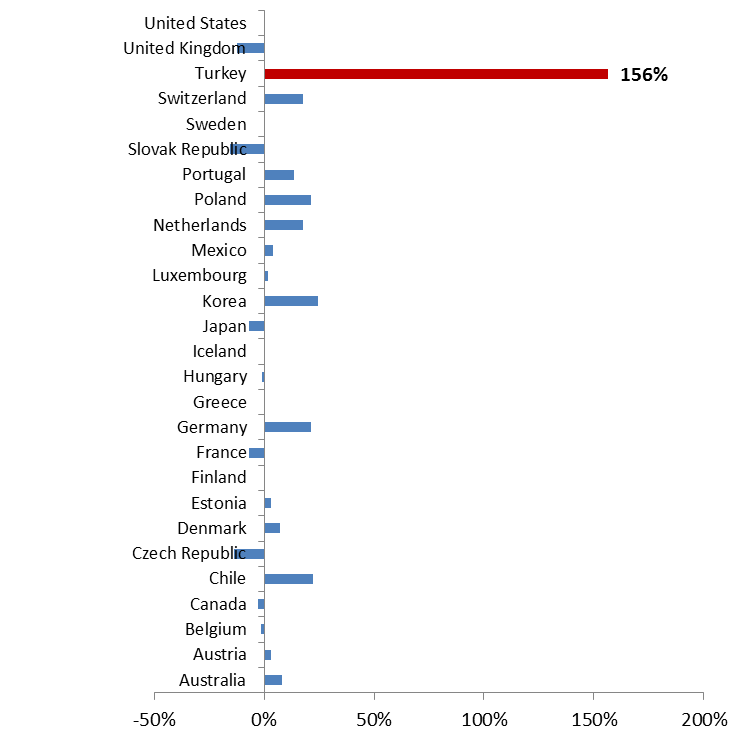 United States
United Kingdom
Turkey
156%
Switzerland
Sweden
Slovak Republic
Portugal
Poland
Netherlands
Mexico
Luxembourg
Korea
Japan
Iceland
Hungary
Greece
Germany
France
Finland
Estonia
Denmark
Czech Republic
Chile
Canada
Belgium
Austria
Australia
-50% 0% 50% 100% 150% 200%